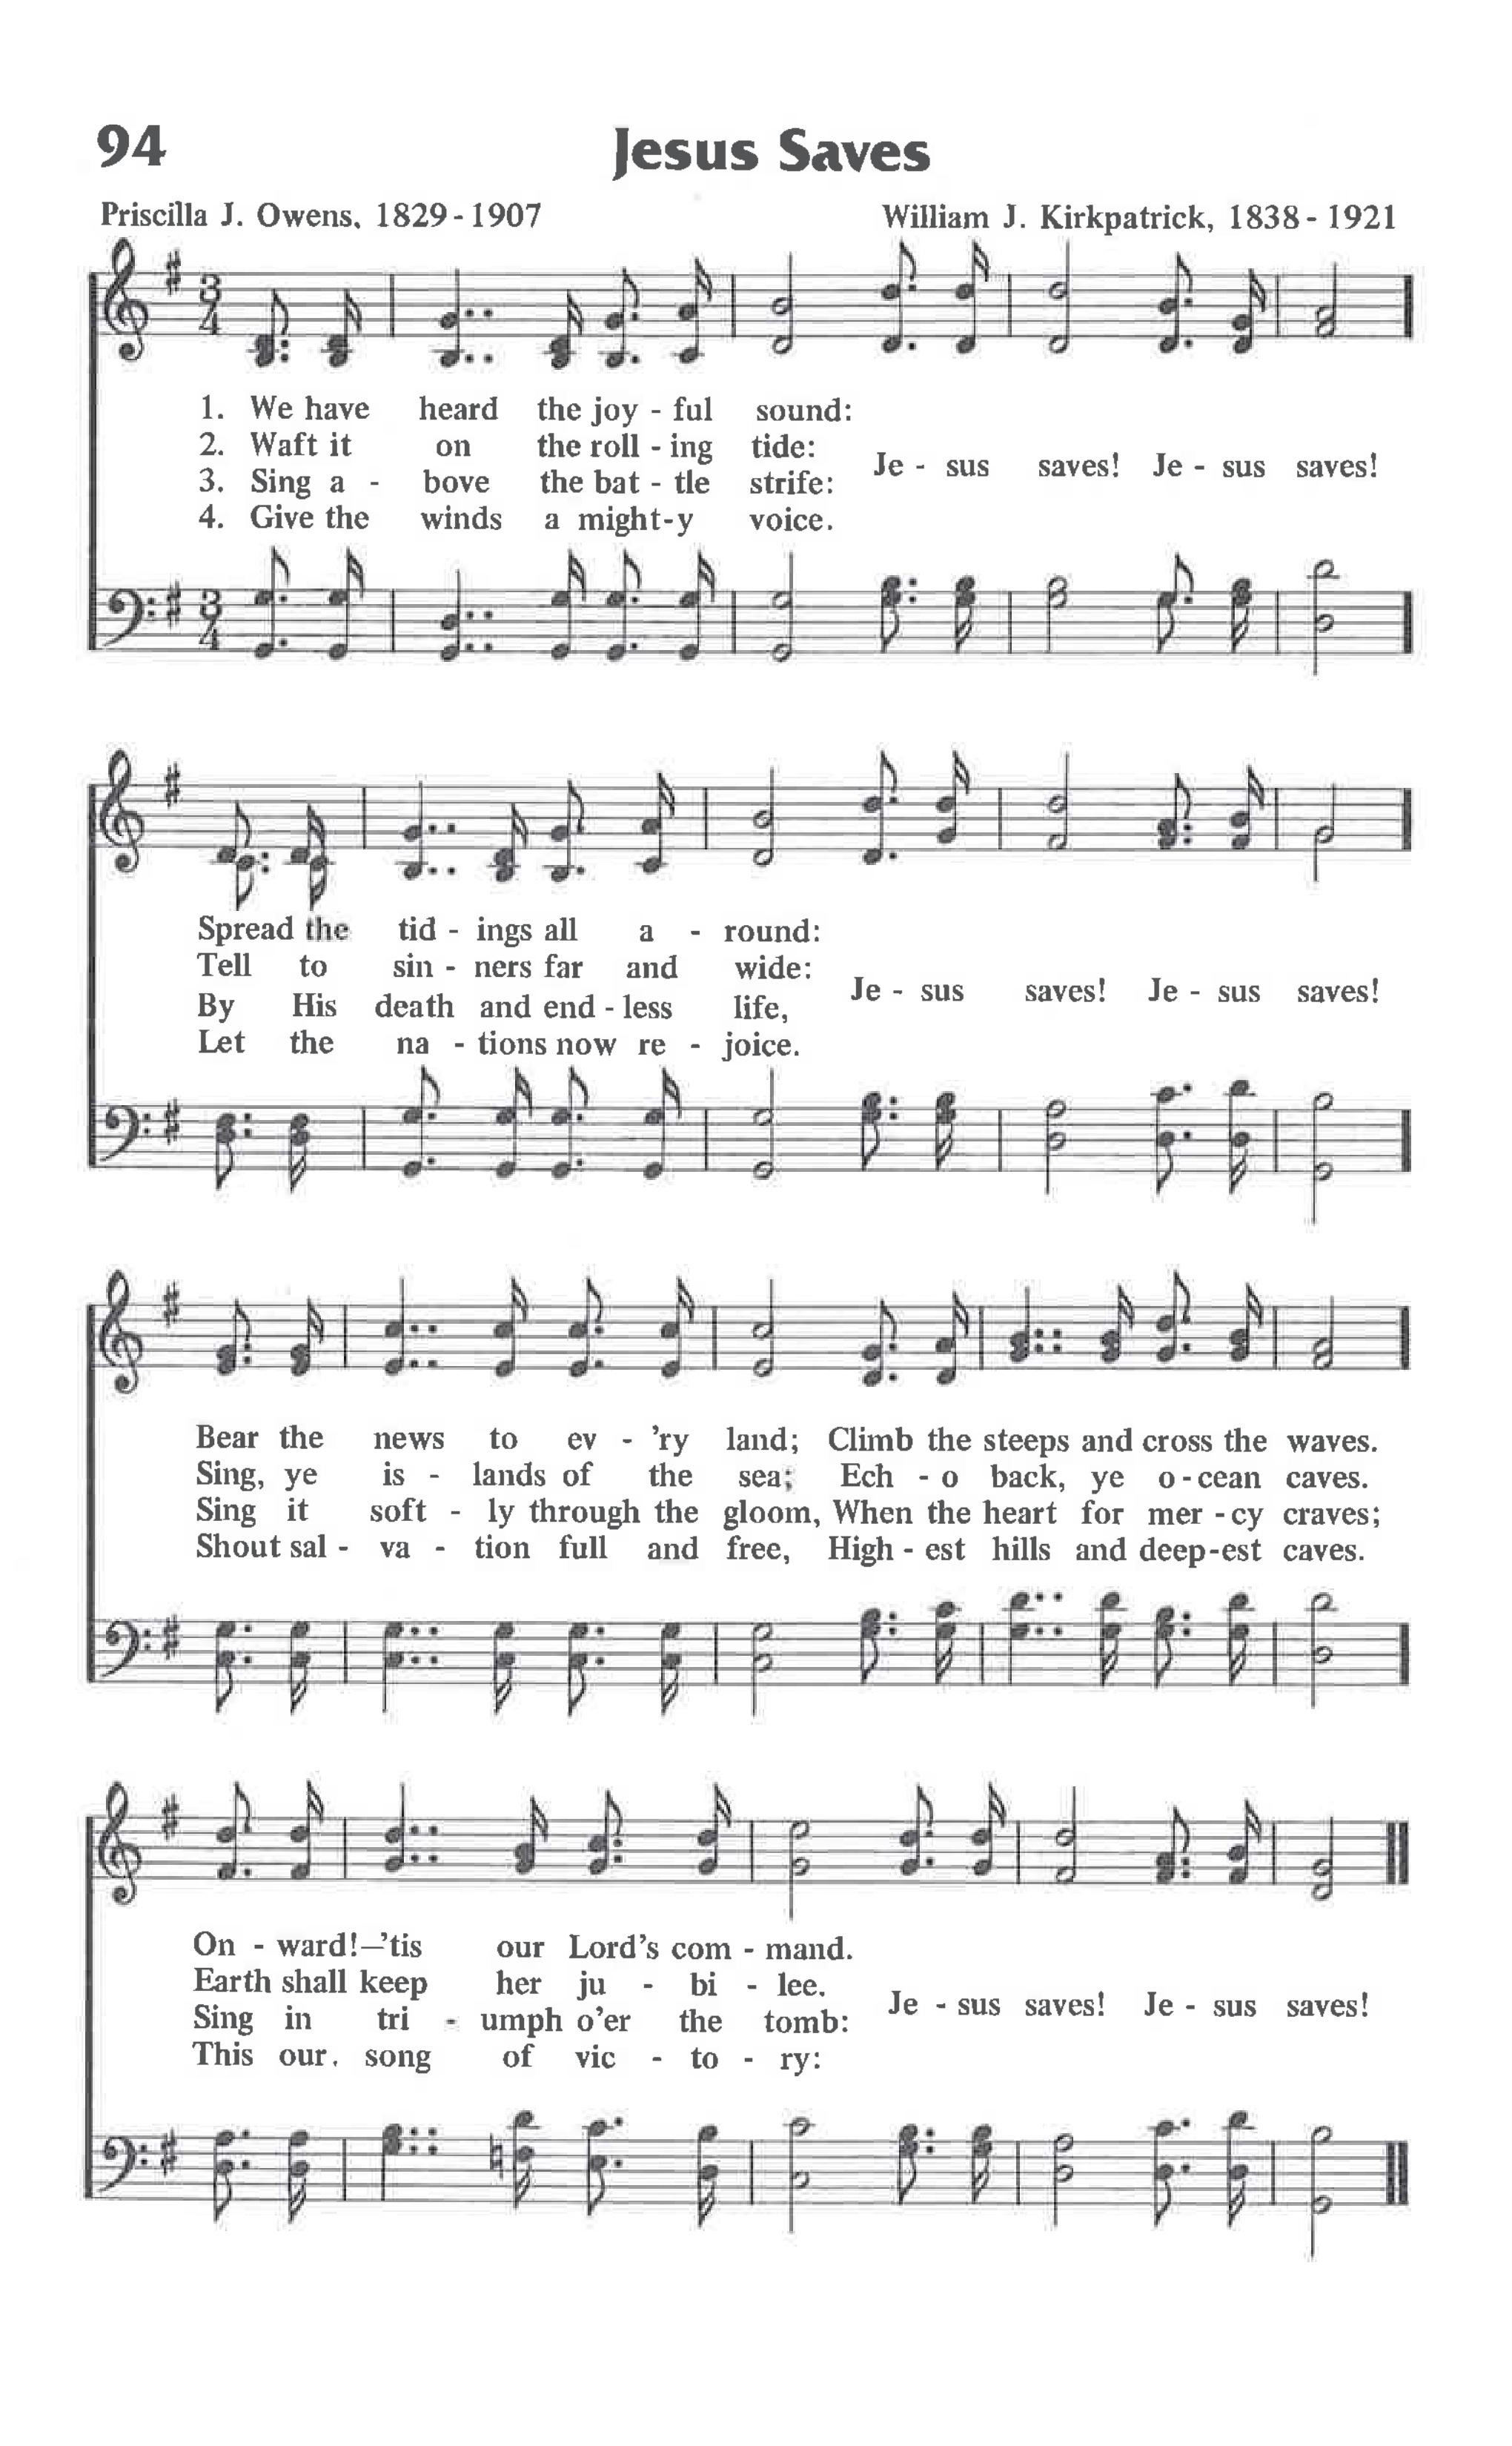 94 Jesus Saves
Priscilla J. Owens. 1829-1907 William J. Kirkpatrick, 1838-1921
3 4
1. We have heard the joy - ful sound:
2. Waft it on the roll - ing tide:
3. Sing a - bove the bat - tle strife:
4. Give the winds a might-y voice.
Je - sus saves! Je - sus saves!
3 4
Spread the tid - ings all a - round:
Tell to sin - ners far and wide:
By His death and end - less life,
Let the na - tions now re - joice.
Je - sus saves! Je - sus saves!
Bear the news to ev - 'ry land; Climb the steeps and cross the waves.
Sing, ye is - lands of the sea; Ech - o back, ye o - cean caves.
Sing it soft - ly through the gloom, When the heart for mer - cy craves;
Shout sal - va - tion full and free, High - est hills and deep-est caves.
On - ward!—'tis our Lord's com - mand.
Earth shall keep her ju - bi - lee.
Sing in tri - umph o'er the tomb:
This our. song of vic - to - ry:
Je - sus saves! Je - sus saves!